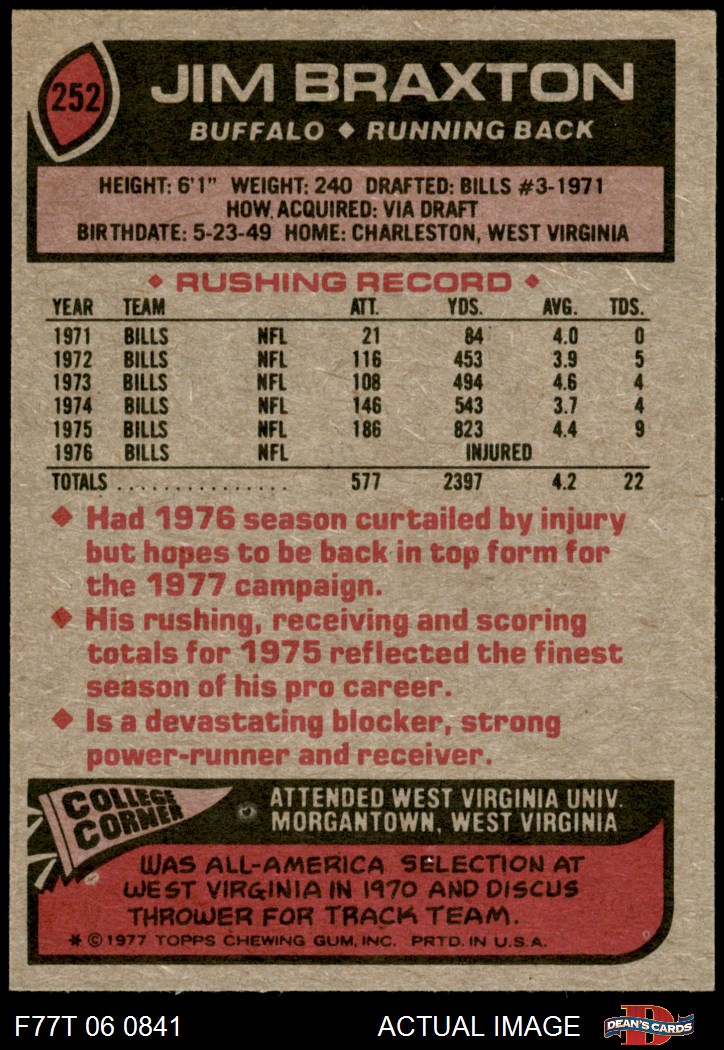 252
JIM BRAXTON
BUFFALO ◆ RUNNING BACK
HEIGHT: 6'1" WEIGHT: 240 DRAFTED: BILLS #3-1971
HOW ACQUIRED: VIA DRAFT
BIRTHDATE: 5-23-49 HOME: CHARLESTON, WEST VIRGINIA
◆ RUSHING RECORD ◆
YEAR TEAM ATT. YDS. AVG. TDS.
1971 BILLS NFL 21 84 4.0 0
1972 BILLS NFL 116 453 3.9 5
1973 BILLS NFL 108 494 4.6 4
1974 BILLS NFL 146 543 3.7 4
1975 BILLS NFL 186 823 4.4 9
1976 BILLS NFL INJURED
TOTALS ............... 577 2397 4.2 22
◆ Had 1976 season curtailed by injury
but hopes to be back in top form for
the 1977 campaign.
◆ His rushing, receiving and scoring
totals for 1975 reflected the finest
season of his pro career.
◆ Is a devastating blocker, strong
power-runner and receiver.
COLLEGE
CORNER
ATTENDED WEST VIRGINIA UNIV.
MORGANTOWN, WEST VIRGINIA
WAS ALL-AMERICA SELECTION AT
WEST VIRGINIA IN 1970 AND DISCUS
THROWER FOR TRACK TEAM.
* © 1977 TOPPS CHEWING GUM, INC. PRTD. IN U.S.A.
F77T 06 0841 ACTUAL IMAGE
D
DEAN'S CARDS